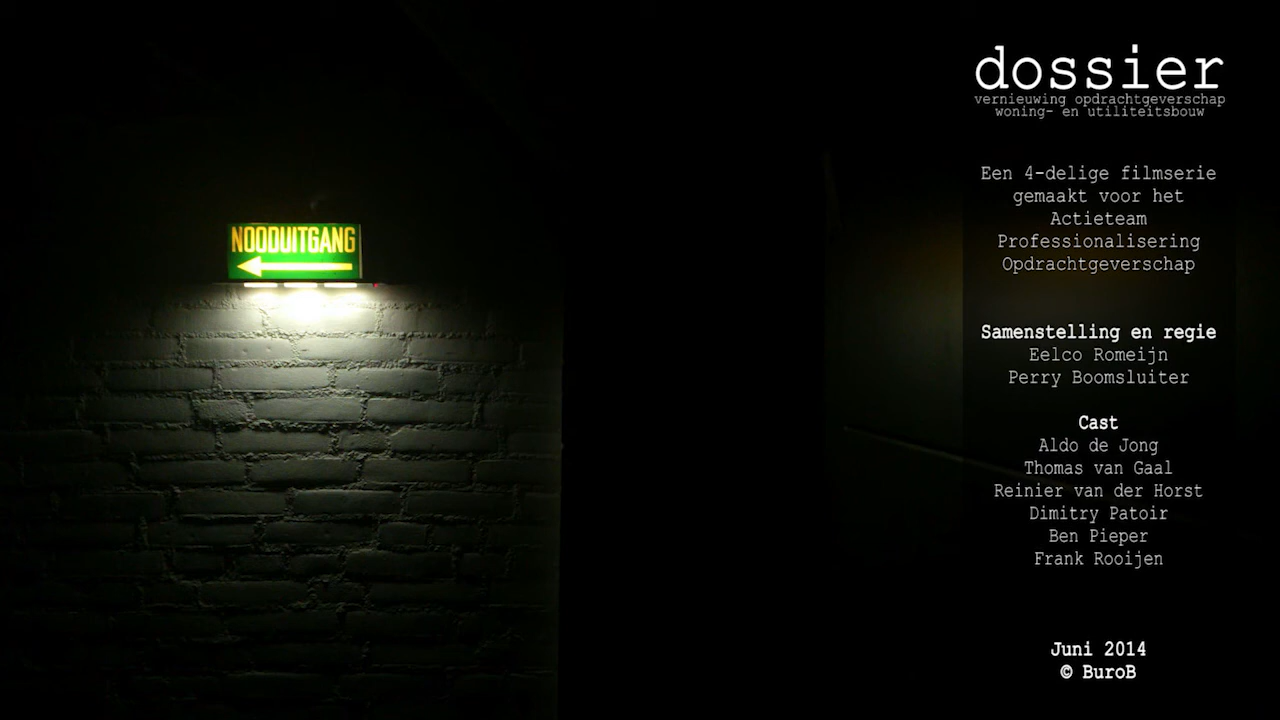 NOODUITGANG
dossier
vernieuwing opdrachtgeverschap
woning- en utiliteitsbouw
Een 4-delige filmserie
gemaakt voor het
Actieteam
Professionalisering
Opdrachtgeverschap
Samenstelling en regie
Eelco Romeijn
Perry Boomsluiter
Cast
Aldo de Jong
Thomas van Gaal
Reinier van der Horst
Dimitry Patoir
Ben Pieper
Frank Rooijen
Juni 2014
© BuroB